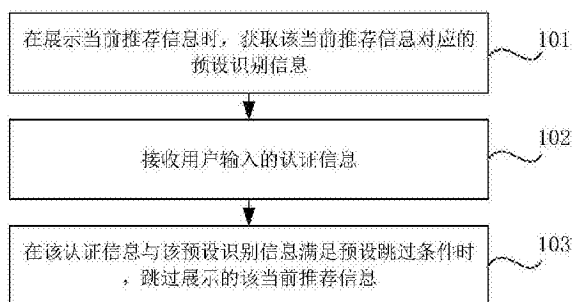 在展示当前推荐信息时，获取该当前推荐信息对应的
预设识别信息
101
接收用户输入的认证信息
102
在该认证信息与该预设识别信息满足预设跳过条件时
，跳过展示的该当前推荐信息
103